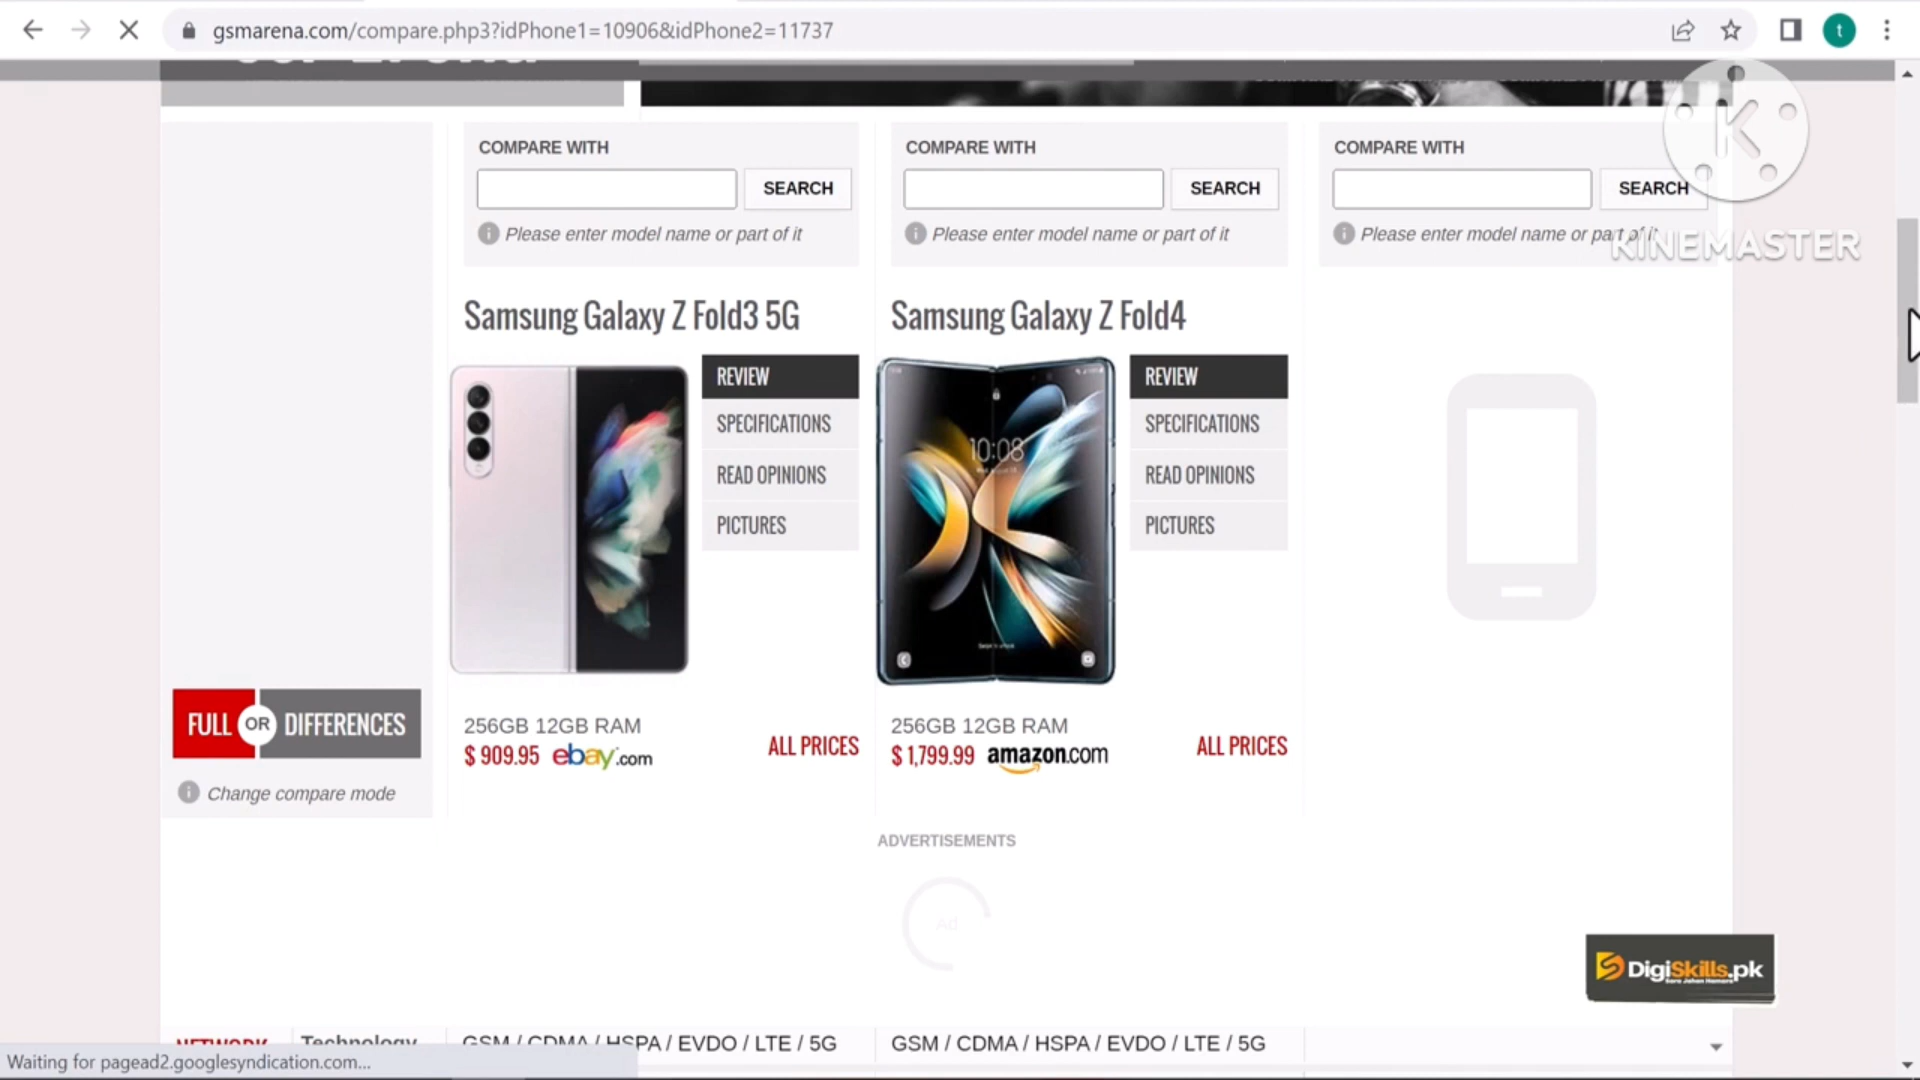 gsmarena.com/compare.php3?idPhone1=10906&idPhone2=11737
t
K
KINEMASTER
COMPARE WITH
SEARCH
Please enter model name or part of it
COMPARE WITH
SEARCH
Please enter model name or part of it
COMPARE WITH
SEARCH
Please enter model name or part of it
Samsung Galaxy Z Fold3 5G
REVIEW
SPECIFICATIONS
READ OPINIONS
PICTURES
256GB 12GB RAM
$ 909.95 ebay.com
ALL PRICES
Samsung Galaxy Z Fold4
10:08
REVIEW
SPECIFICATIONS
READ OPINIONS
PICTURES
256GB 12GB RAM
$ 1,799.99 amazon.com
ALL PRICES
FULL OR DIFFERENCES
Change compare mode
ADVERTISEMENTS
Ad
DigiSkills.pk
NETWORK Technology GSM / CDMA / HSPA / EVDO / LTE / 5G GSM / CDMA / HSPA / EVDO / LTE / 5G
Waiting for pagead2.googlesyndication.com...